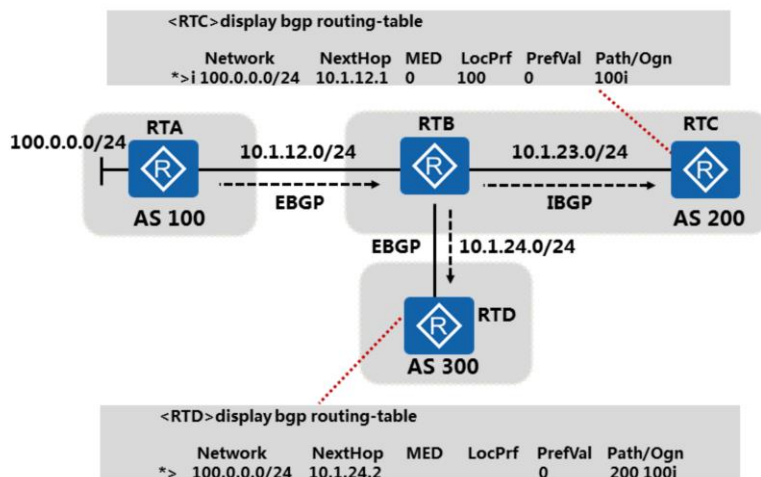 <RTC>display bgp routing-table
Network NextHop MED LocPrf PrefVal Path/Ogn
*>i 100.0.0.0/24 10.1.12.1 0 100 0 100i
RTA RTB RTC
100.0.0.0/24 10.1.12.0/24 10.1.23.0/24
R R R
EBGP IBGP
AS 100 AS 200
EBGP 10.1.24.0/24
R RTD
AS 300
<RTD>display bgp routing-table
Network NextHop MED LocPrf PrefVal Path/Ogn
*> 100.0.0.0/24 10.1.24.2 0 200 100i